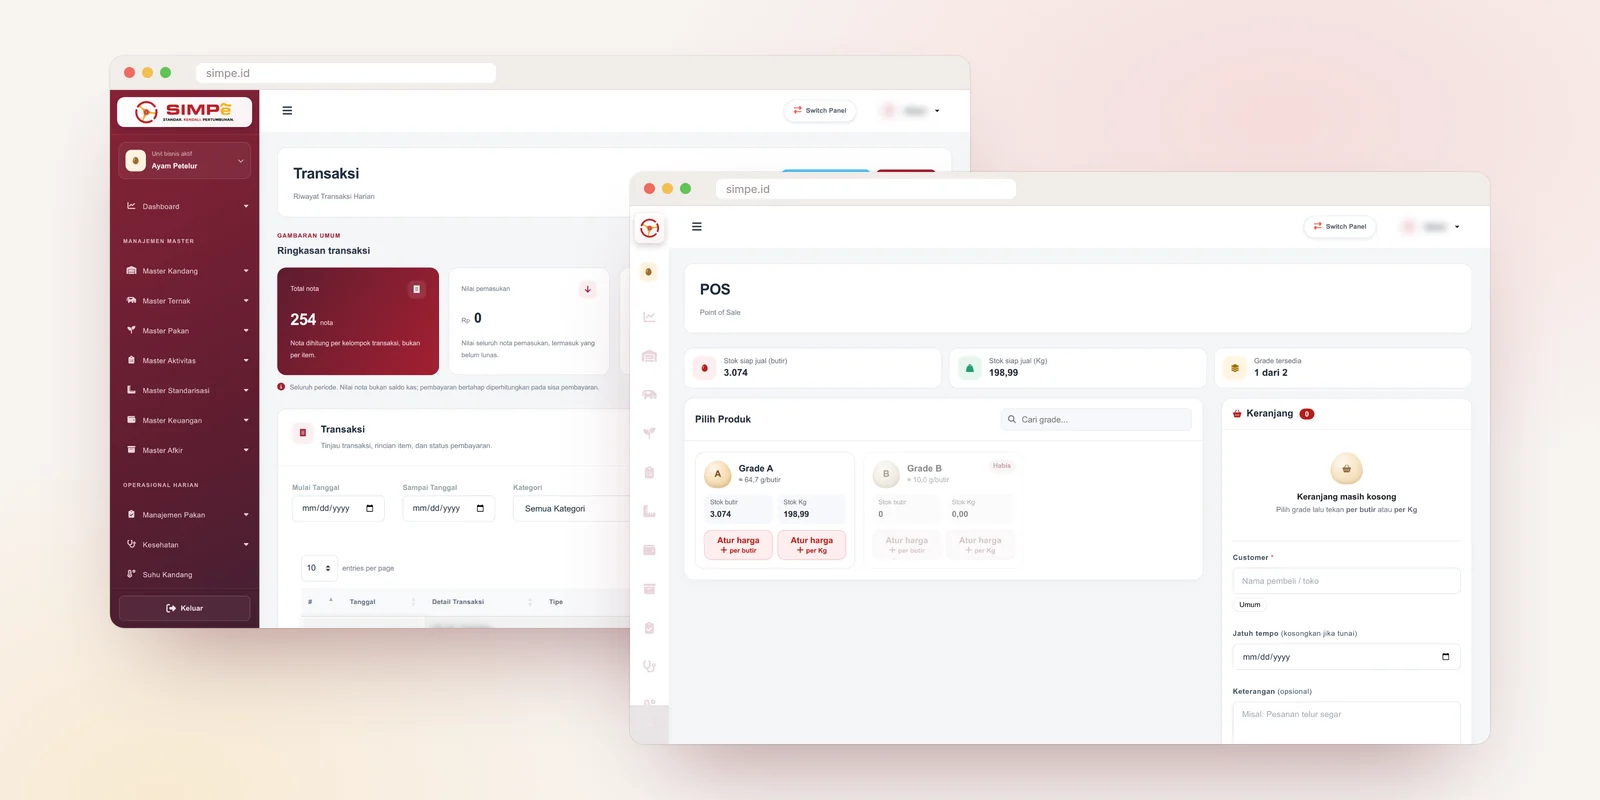 simpe.id
SIMPẽ
STANDAR. KENDALI. PERTUMBUHAN.
Unit bisnis aktif
Ayam Petelur
Dashboard
MANAJEMEN MASTER
Master Kandang
Master Ternak
Master Pakan
Master Aktivitas
Master Standarisasi
Master Keuangan
Master Afkir
OPERASIONAL HARIAN
Manajemen Pakan
Kesehatan
Suhu Kandang
Keluar
Switch Panel
Transaksi
Riwayat Transaksi Harian
GAMBARAN UMUM
Ringkasan transaksi
Total nota
254 nota
Nota dihitung per kelompok transaksi, bukan
per item.
Nilai pemasukan
Rp 0
Nilai seluruh nota pemasukan, termasuk yang
belum lunas.
Seluruh periode. Nilai nota bukan saldo kas; pembayaran bertahap diperhitungkan pada sisa pembayaran.
Transaksi
Tinjau transaksi, rincian item, dan status pembayaran.
Mulai Tanggal
Sampai Tanggal
Kategori
mm/dd/yyyy
mm/dd/yyyy
Semua Kategori
10 entries per page
# Tanggal Detail Transaksi Tipe
simpe.id
Switch Panel
POS
Point of Sale
Stok siap jual (butir)
3.074
Stok siap jual (Kg)
198,99
Grade tersedia
1 dari 2
Pilih Produk
Cari grade...
A
Grade A
≈ 64,7 g/butir
Stok butir
3.074
Stok Kg
198,99
Atur harga
+ per butir
Atur harga
+ per Kg
B
Grade B
≈ 10,0 g/butir
Habis
Stok butir
0
Stok Kg
0,00
Atur harga
+ per butir
Atur harga
+ per Kg
Keranjang 0
Keranjang masih kosong
Pilih grade lalu tekan per butir atau per Kg
Customer *
Nama pembeli / toko
Umum
Jatuh tempo (kosongkan jika tunai)
mm/dd/yyyy
Keterangan (opsional)
Misal: Pesanan telur segar